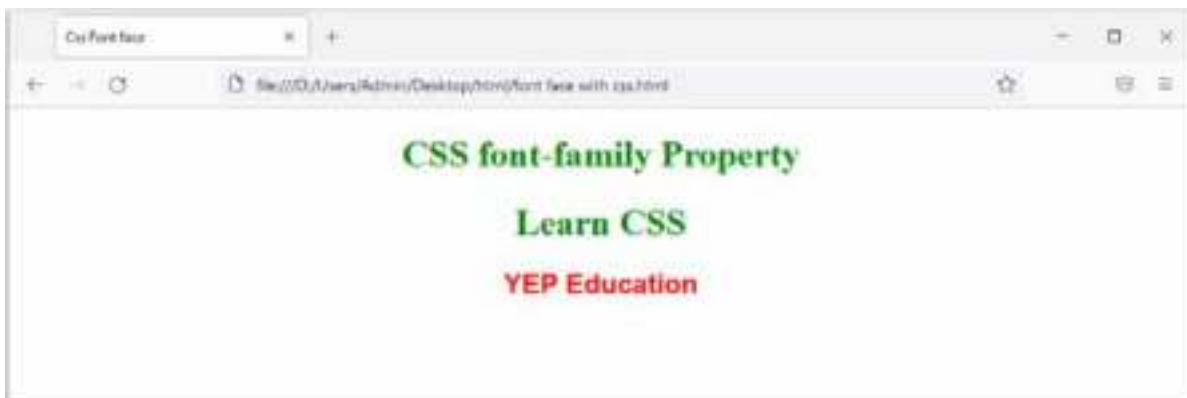 Css Font face
file:///D:/Users/Admin/Desktop/html/font face with css.html
CSS font-family Property
Learn CSS
YEP Education